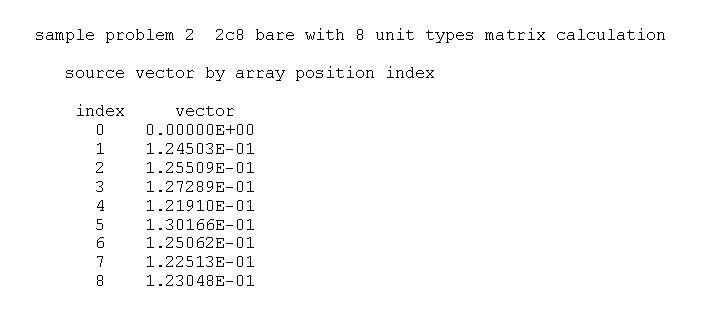 sample problem 2  2c8 bare with 8 unit types matrix calculation
source vector by array position index
index vector
0 0.00000E+00
1 1.24503E-01
2 1.25509E-01
3 1.27289E-01
4 1.21910E-01
5 1.30166E-01
6 1.25062E-01
7 1.22513E-01
8 1.23048E-01